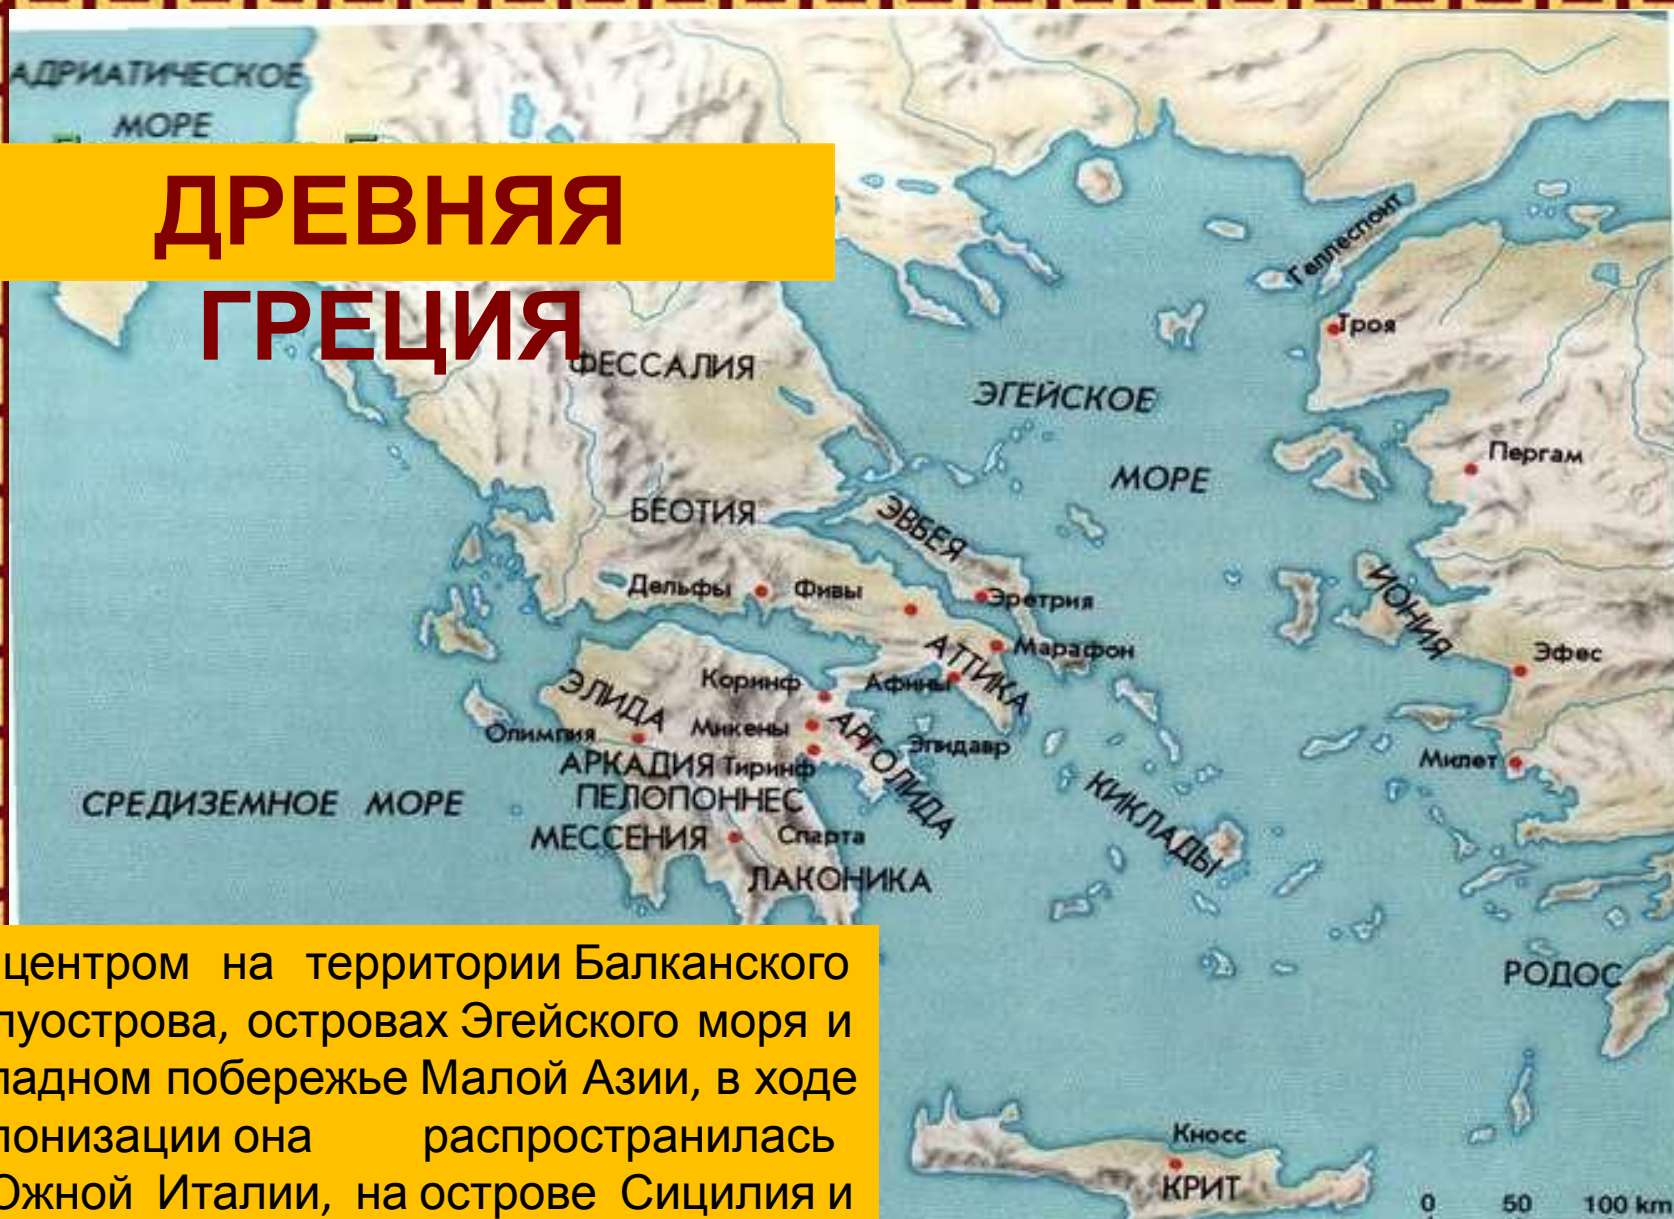 АДРИАТИЧЕСКОЕ
МОРЕ
ДРЕВНЯЯ
ГРЕЦИЯ
Геллеспонт
Троя
ФЕССАЛИЯ
ЭГЕЙСКОЕ
МОРЕ
Пергам
БЕОТИЯ
ЭВБЕЯ
Дельфы
Фивы
Эретрия
ИОНИЯ
АТТИКА
Марафон
Эфес
ЭЛИДА
Коринф
Афины
Олимпия
Микены
АРГОЛИДА
Эпидавр
АРКАДИЯ
Тиринф
Милет
СРЕДИЗЕМНОЕ МОРЕ
ПЕЛОПОННЕС
КИКЛАДЫ
МЕССЕНИЯ
Спарта
ЛАКОНИКА
РОДОС
центром на территории Балканского
луострова, островах Эгейского моря и
падном побережье Малой Азии, в ходе
лонизации она распространилась
Южной Италии, на острове Сицилия и
Кносс
КРИТ
0 50 100 km